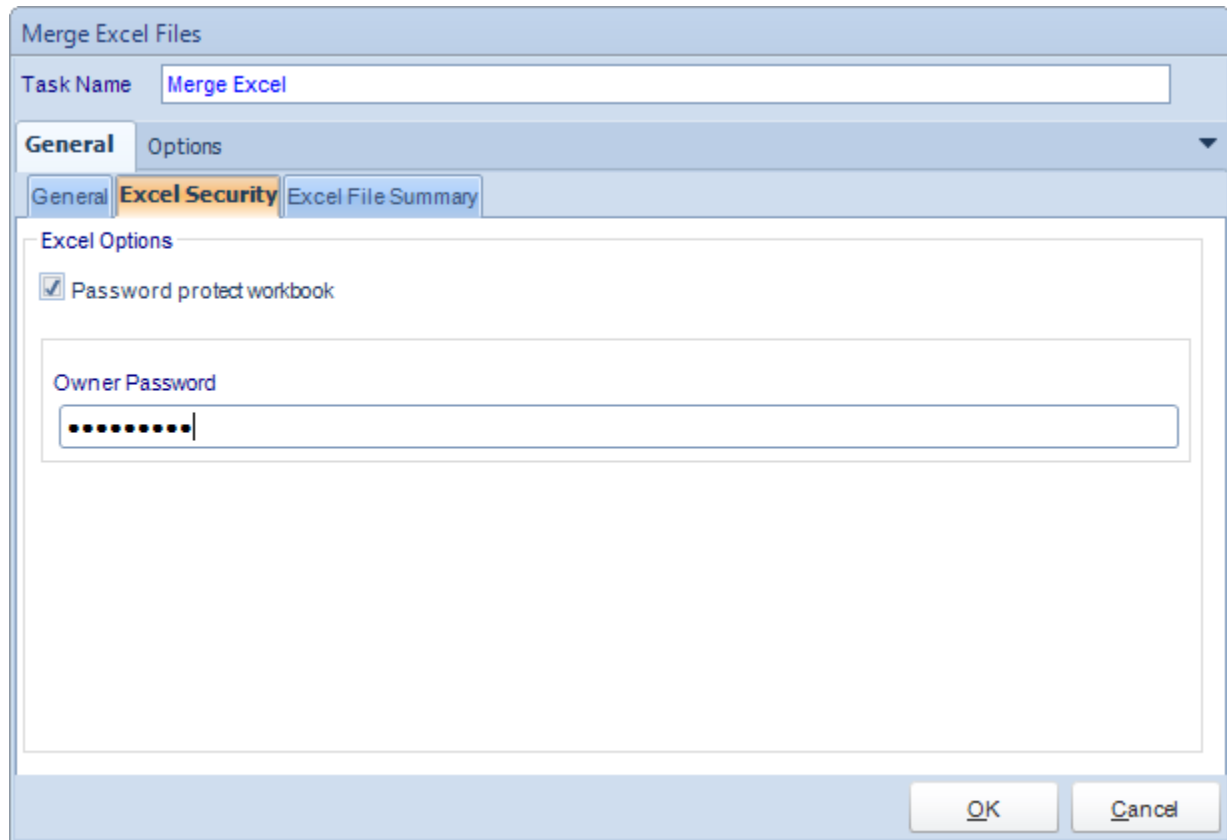 Merge Excel Files
Task Name Merge Excel
General Options
General Excel Security Excel File Summary
Excel Options
Password protect workbook
Owner Password
•••••••••
OK Cancel